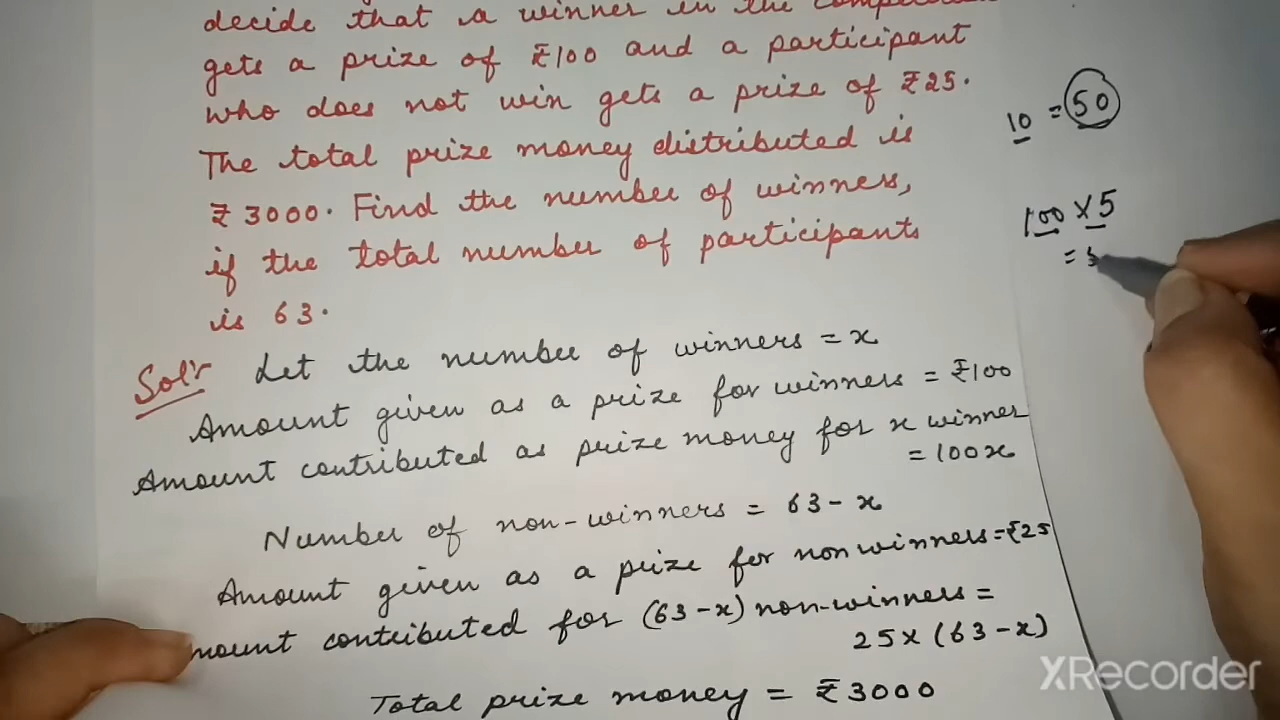 decide that a winner in the
gets a prize of ₹100 and a participant
who does not win gets a prize of ₹25.
The total prize money distributed is
₹3000. Find the number of winners,
if the total number of participants
is 63.
10 = 50
100 × 5
=
Solⁿ Let the number of winners = x
Amount given as a prize for winners = ₹100
Amount contributed as prize money for x winner
= 100x
Number of non-winners = 63 - x
Amount given as a prize for non winners = ₹25
mount contributed for (63-x) non-winners =
25 × (63-x)
Total prize money = ₹3000
XRecorder